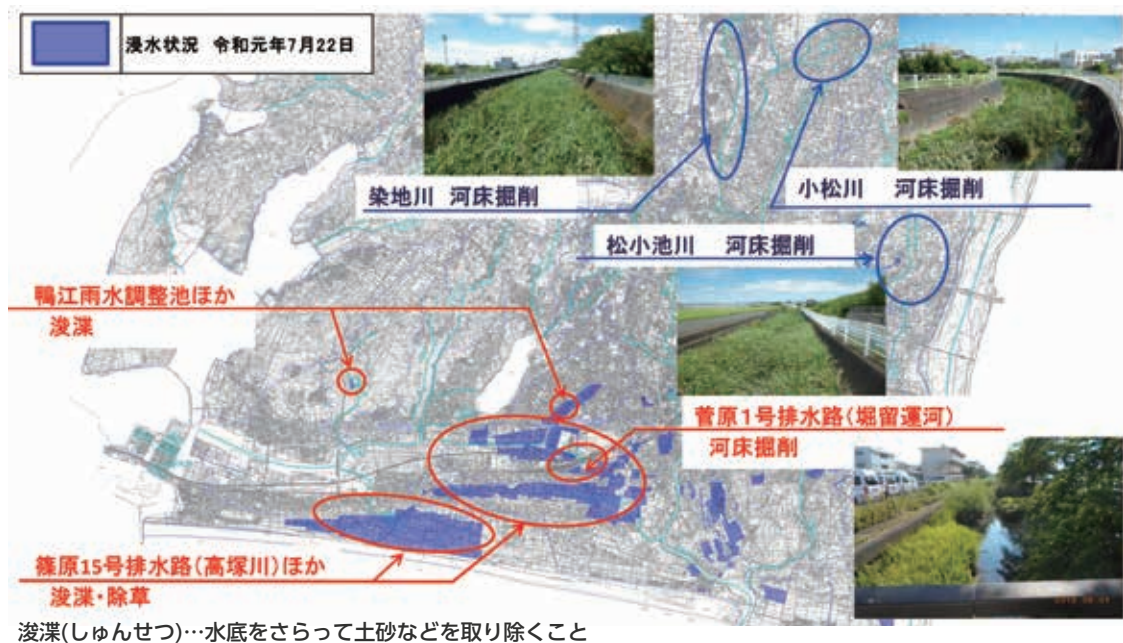 浸水状況 令和元年7月22日
染地川 河床掘削
小松川 河床掘削
松小池川 河床掘削
鴨江雨水調整池ほか
浚渫
菅原1号排水路(堀留運河)
河床掘削
篠原15号排水路(高塚川)ほか
浚渫・除草
浚渫(しゅんせつ)…水底をさらって土砂などを取り除くこと